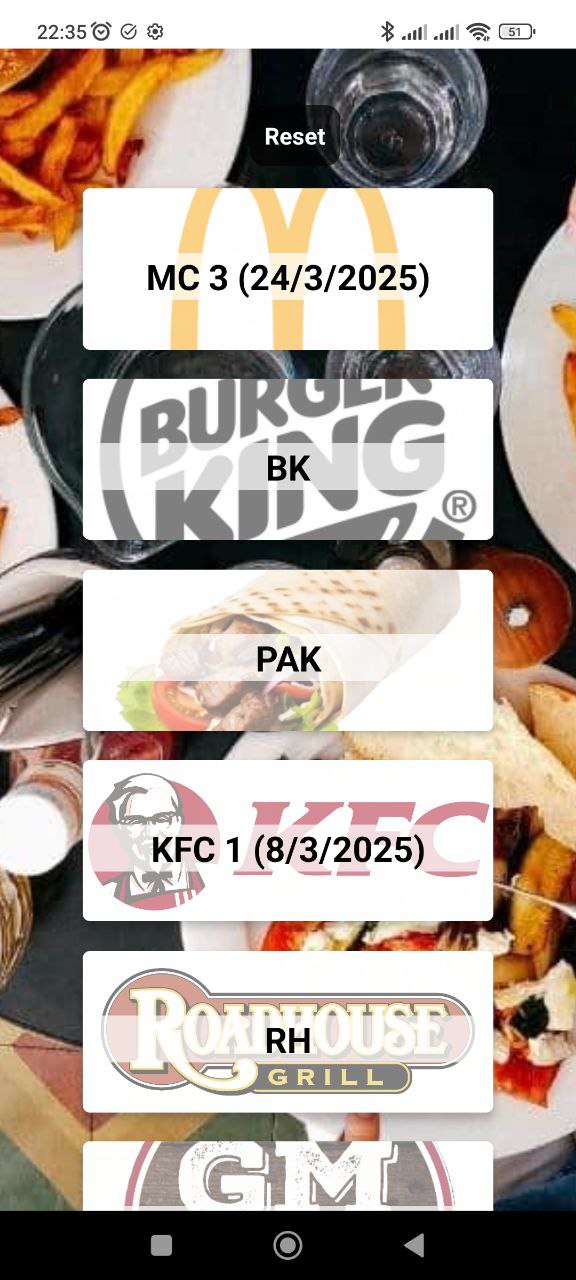 22:35
51
Reset
MC 3 (24/3/2025)
BURGER
KING
®
BK
PAK
KFC
KFC 1 (8/3/2025)
ROADHOUSE
RH
GRILL
GM